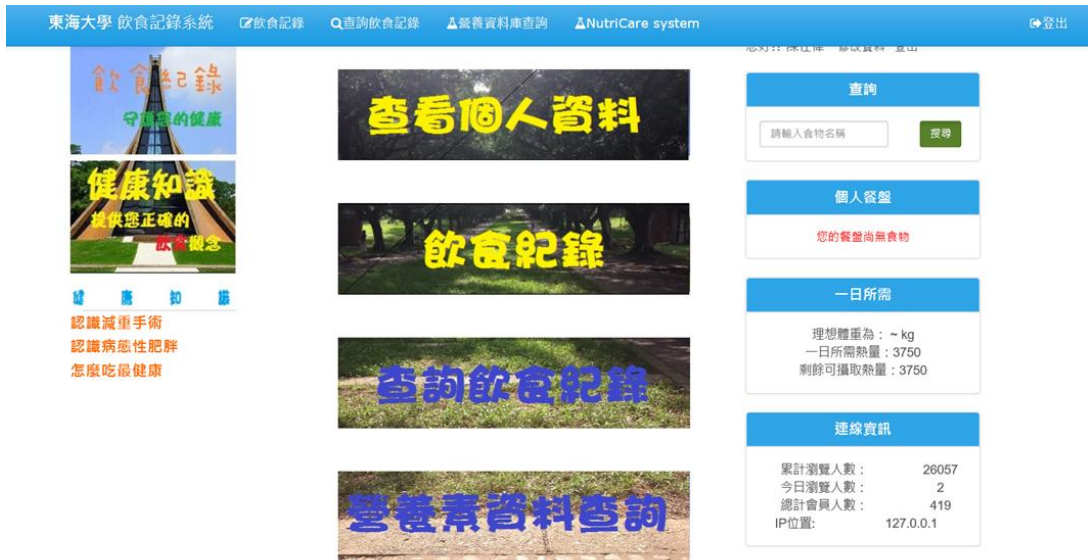 東海大學 飲食記錄系統 飲食記錄 查詢飲食記錄 營養資料庫查詢 NutriCare system 登出
飲食紀錄
守護您的健康
健康知識
提供您正確的
飲食觀念
健康知識
認識減重手術
認識病態性肥胖
怎麼吃最健康
查看個人資料
飲食紀錄
查詢飲食紀錄
營養素資料查詢
修改資料 登出
查詢
請輸入食物名稱 搜尋
個人餐盤
您的餐盤尚無食物
一日所需
理想體重為： ~ kg
一日所需熱量：3750
剩餘可攝取熱量：3750
連線資訊
累計瀏覽人數： 26057
今日瀏覽人數： 2
總計會員人數： 419
IP位置: 127.0.0.1